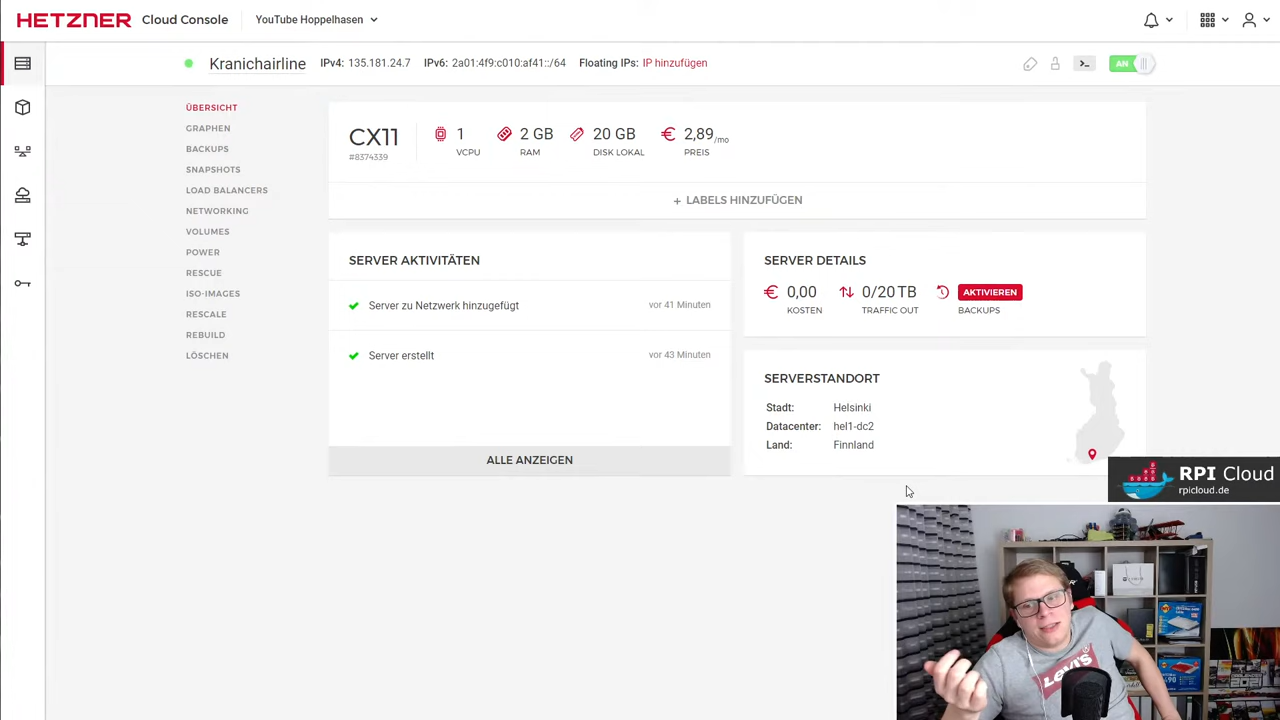 HETZNER Cloud Console YouTube Hoppelhasen
Kranichairline IPv4: 135.181.24.7 IPv6: 2a01:4f9:c010:af41::/64 Floating IPs: IP hinzufügen AN
ÜBERSICHT
GRAPHEN
BACKUPS
SNAPSHOTS
LOAD BALANCERS
NETWORKING
VOLUMES
POWER
RESCUE
ISO-IMAGES
RESCALE
REBUILD
LÖSCHEN
CX11
#8374339
1
VCPU
2 GB
RAM
20 GB
DISK LOKAL
€ 2,89/mo
PREIS
+ LABELS HINZUFÜGEN
SERVER AKTIVITÄTEN
Server zu Netzwerk hinzugefügt vor 41 Minuten
Server erstellt vor 43 Minuten
ALLE ANZEIGEN
SERVER DETAILS
€ 0,00
KOSTEN
0/20 TB
TRAFFIC OUT
AKTIVIEREN
BACKUPS
SERVERSTANDORT
Stadt: Helsinki
Datacenter: hel1-dc2
Land: Finnland
RPI Cloud
rpicloud.de
LEVI'S